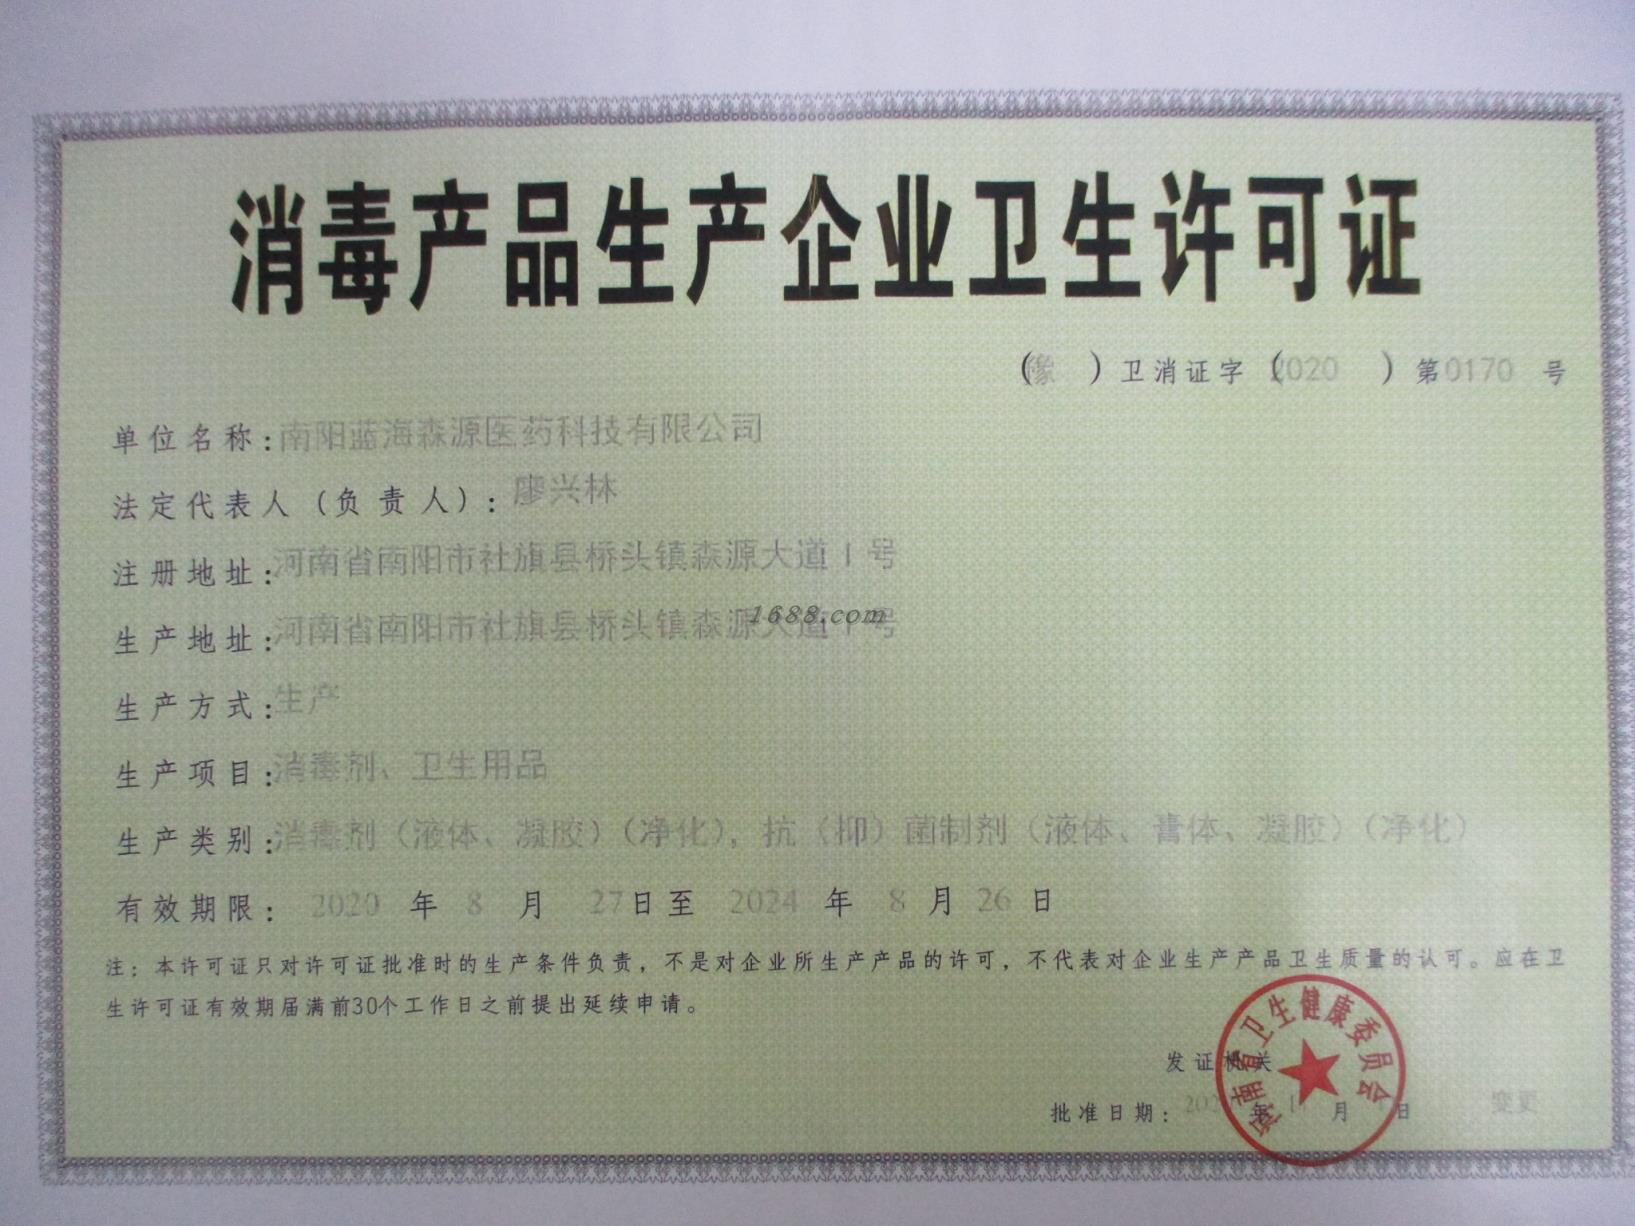 消毒产品生产企业卫生许可证
（豫）卫消证字（2020）第0170号
单位名称：南阳蓝海森源医药科技有限公司
法定代表人（负责人）：廖兴林
注册地址：河南省南阳市社旗县桥头镇森源大道1号
生产地址：河南省南阳市社旗县桥头镇森源大道1号
1688.com
生产方式：生产
生产项目：消毒剂、卫生用品
生产类别：消毒剂（液体、凝胶）（净化），抗（抑）菌制剂（液体、膏体、凝胶）（净化）
有效期限：2020年8月27日至2024年8月26日
注：本许可证只对许可证批准时的生产条件负责，不是对企业所生产产品的许可，不代表对企业生产产品卫生质量的认可。应在卫
生许可证有效期届满前30个工作日之前提出延续申请。
河南省卫生健康委员会
发证机关
批准日期：年月日 变更